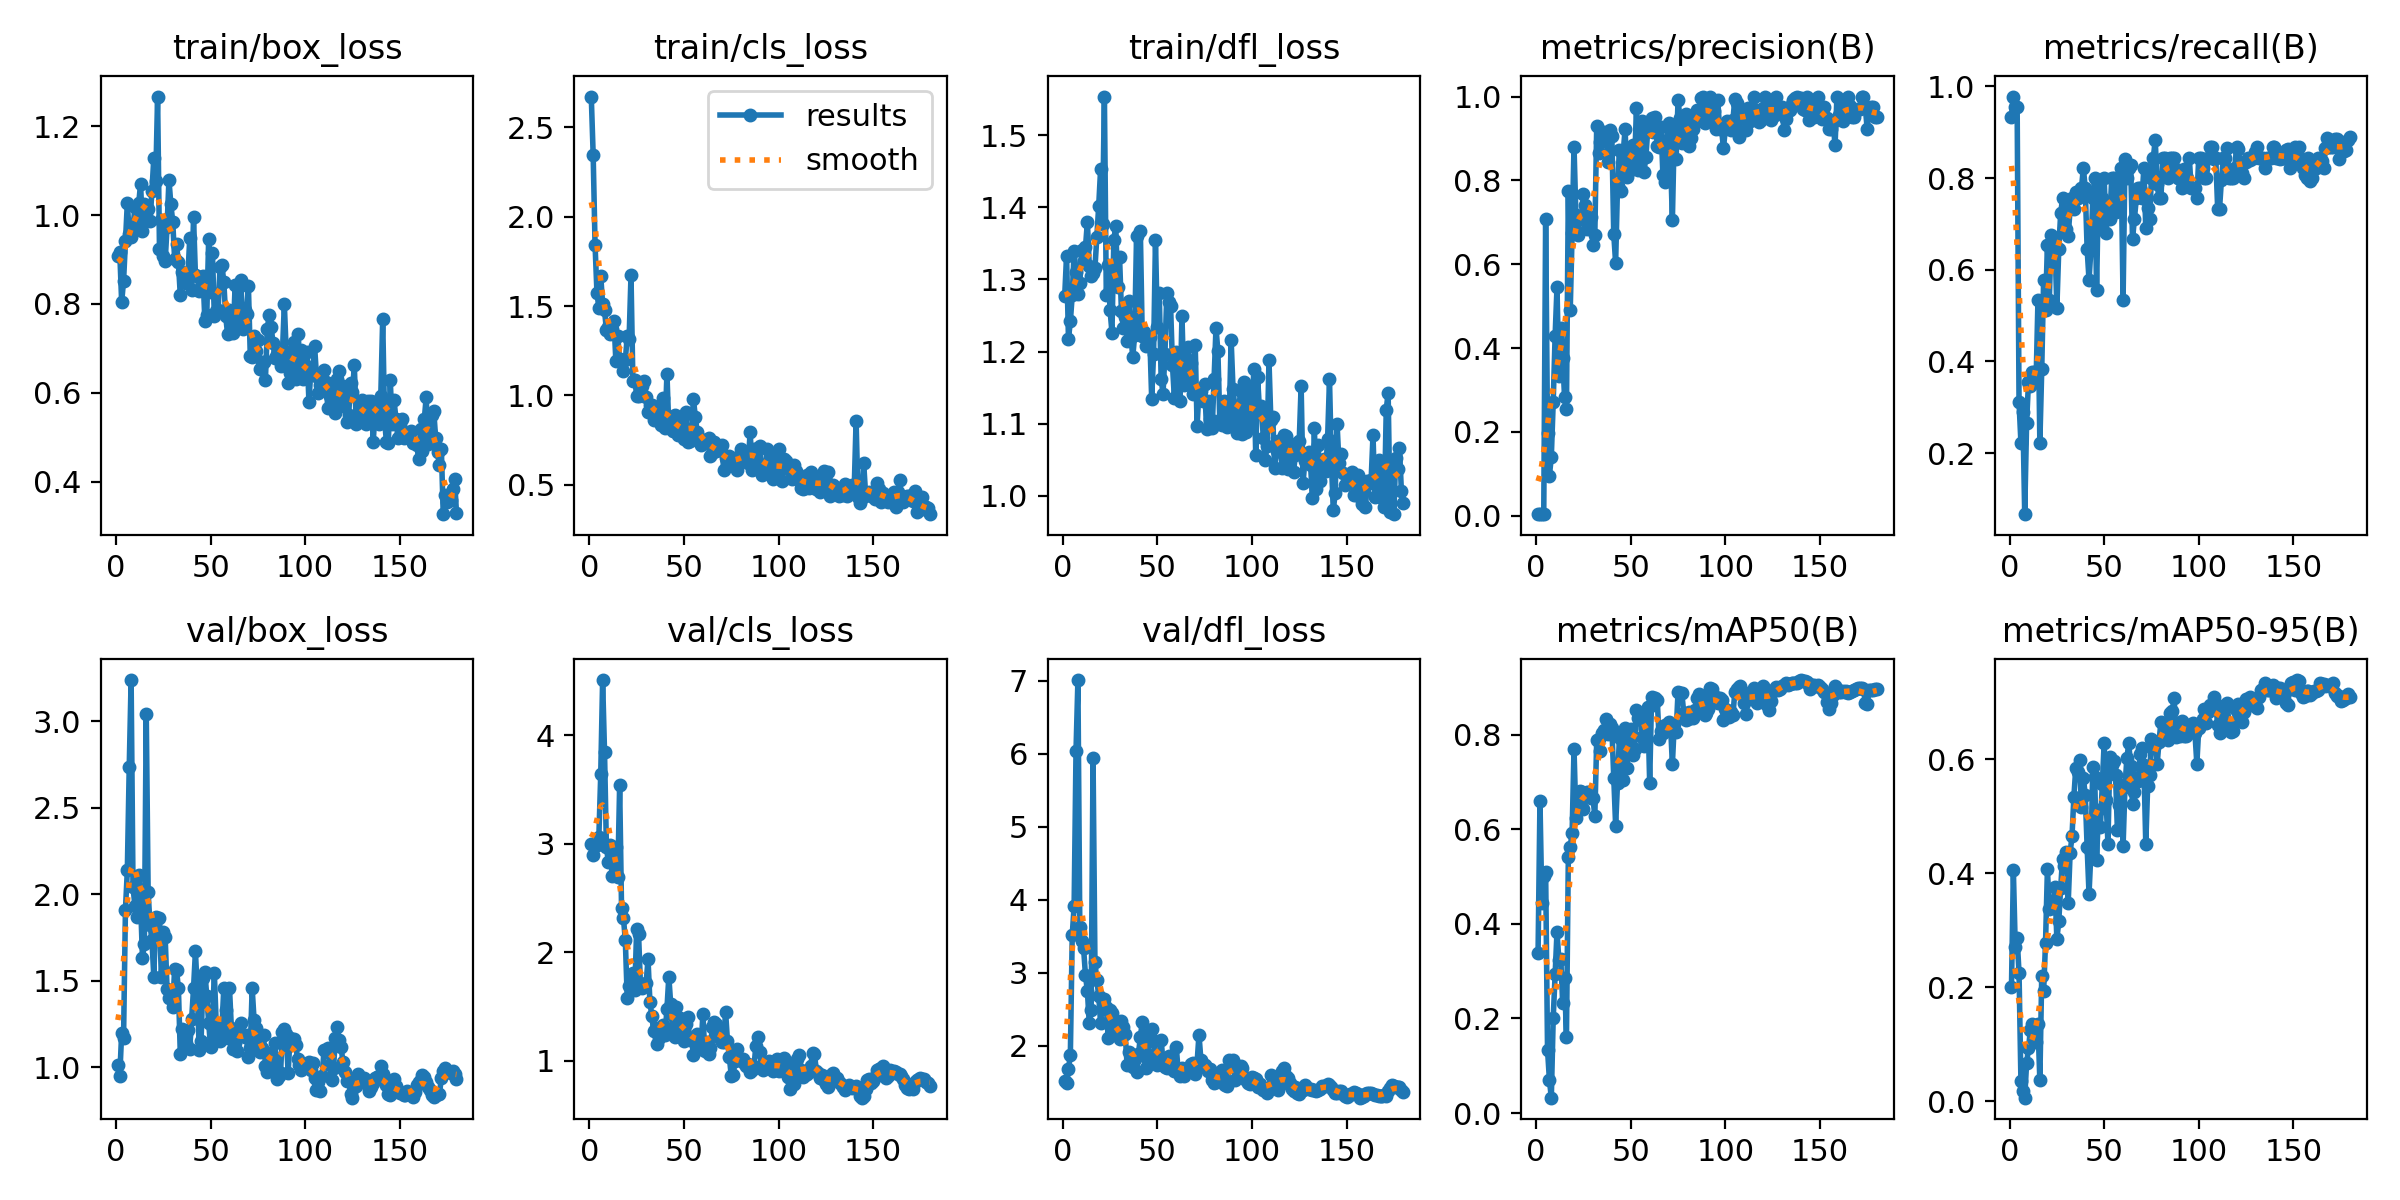 train/box_loss
1.2
1.0
0.8
0.6
0.4
0 50 100 150
train/cls_loss
results
smooth
2.5
2.0
1.5
1.0
0.5
0 50 100 150
train/dfl_loss
1.5
1.4
1.3
1.2
1.1
1.0
0 50 100 150
metrics/precision(B)
1.0
0.8
0.6
0.4
0.2
0.0
0 50 100 150
metrics/recall(B)
1.0
0.8
0.6
0.4
0.2
0 50 100 150
val/box_loss
3.0
2.5
2.0
1.5
1.0
0 50 100 150
val/cls_loss
4
3
2
1
0 50 100 150
val/dfl_loss
7
6
5
4
3
2
0 50 100 150
metrics/mAP50(B)
0.8
0.6
0.4
0.2
0.0
0 50 100 150
metrics/mAP50-95(B)
0.6
0.4
0.2
0.0
0 50 100 150